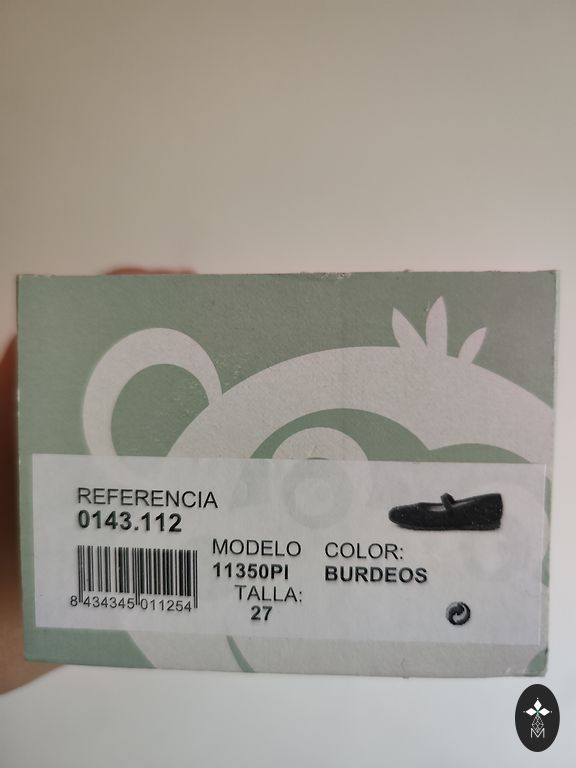 REFERENCIA
0143.112
MODELO
11350PI
COLOR:
BURDEOS
TALLA:
27
8 434345 011254
M